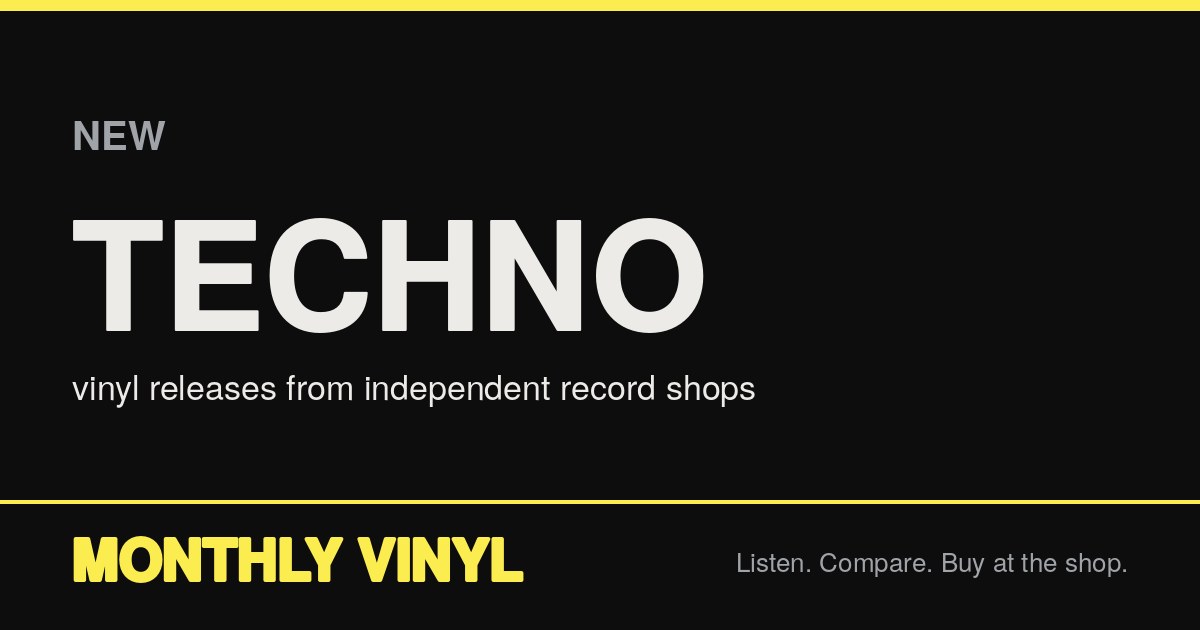 NEW
TECHNO
vinyl releases from independent record shops
MONTHLY VINYL
Listen. Compare. Buy at the shop.